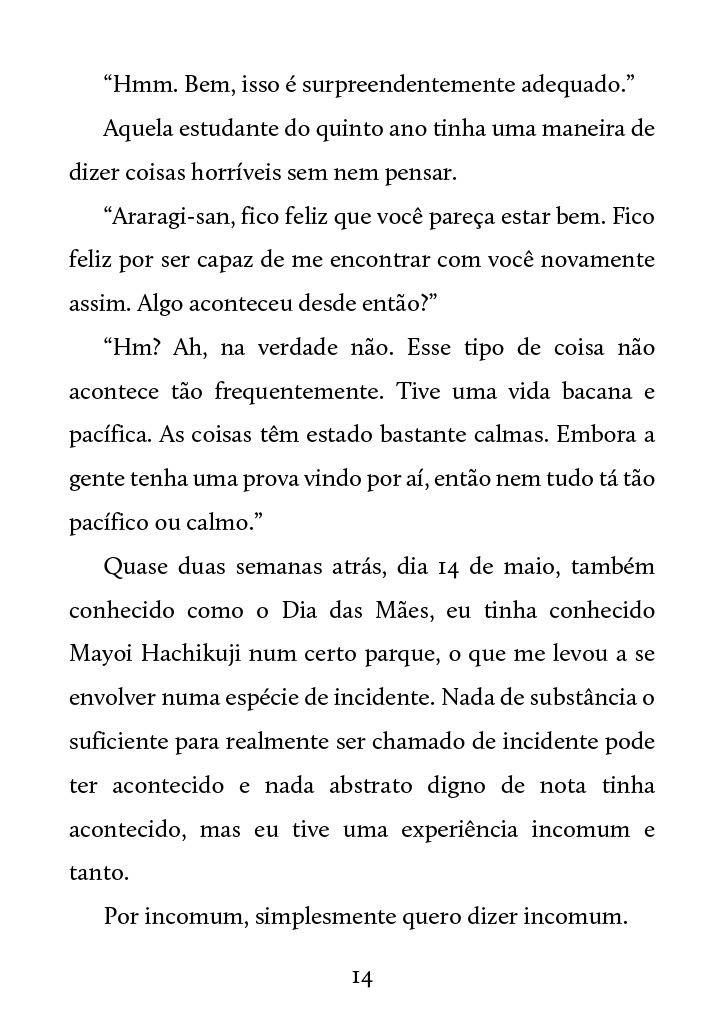 “Hmm. Bem, isso é surpreendentemente adequado.”
Aquela estudante do quinto ano tinha uma maneira de
dizer coisas horríveis sem nem pensar.
“Araragi-san, fico feliz que você pareça estar bem. Fico
feliz por ser capaz de me encontrar com você novamente
assim. Algo aconteceu desde então?”
“Hm? Ah, na verdade não. Esse tipo de coisa não
acontece tão frequentemente. Tive uma vida bacana e
pacífica. As coisas têm estado bastante calmas. Embora a
gente tenha uma prova vindo por aí, então nem tudo tá tão
pacífico ou calmo.”
Quase duas semanas atrás, dia 14 de maio, também
conhecido como o Dia das Mães, eu tinha conhecido
Mayoi Hachikuji num certo parque, o que me levou a se
envolver numa espécie de incidente. Nada de substância o
suficiente para realmente ser chamado de incidente pode
ter acontecido e nada abstrato digno de nota tinha
acontecido, mas eu tive uma experiência incomum e
tanto.
Por incomum, simplesmente quero dizer incomum.
14